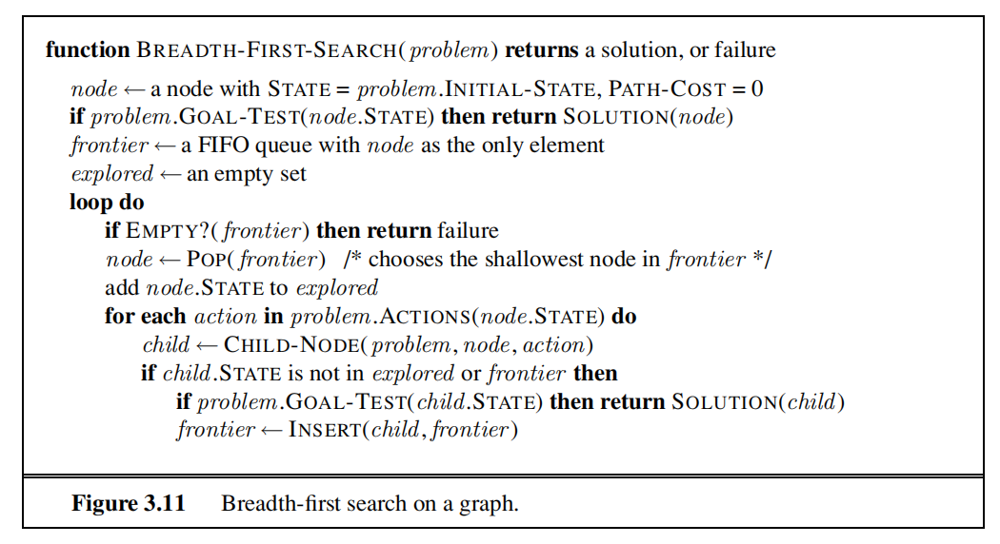 function BREADTH-FIRST-SEARCH(problem) returns a solution, or failure
node ← a node with STATE = problem.INITIAL-STATE, PATH-COST = 0
if problem.GOAL-TEST(node.STATE) then return SOLUTION(node)
frontier ← a FIFO queue with node as the only element
explored ← an empty set
loop do
if EMPTY?(frontier) then return failure
node ← POP(frontier) /* chooses the shallowest node in frontier */
add node.STATE to explored
for each action in problem.ACTIONS(node.STATE) do
child ← CHILD-NODE(problem, node, action)
if child.STATE is not in explored or frontier then
if problem.GOAL-TEST(child.STATE) then return SOLUTION(child)
frontier ← INSERT(child, frontier)
Figure 3.11 Breadth-first search on a graph.